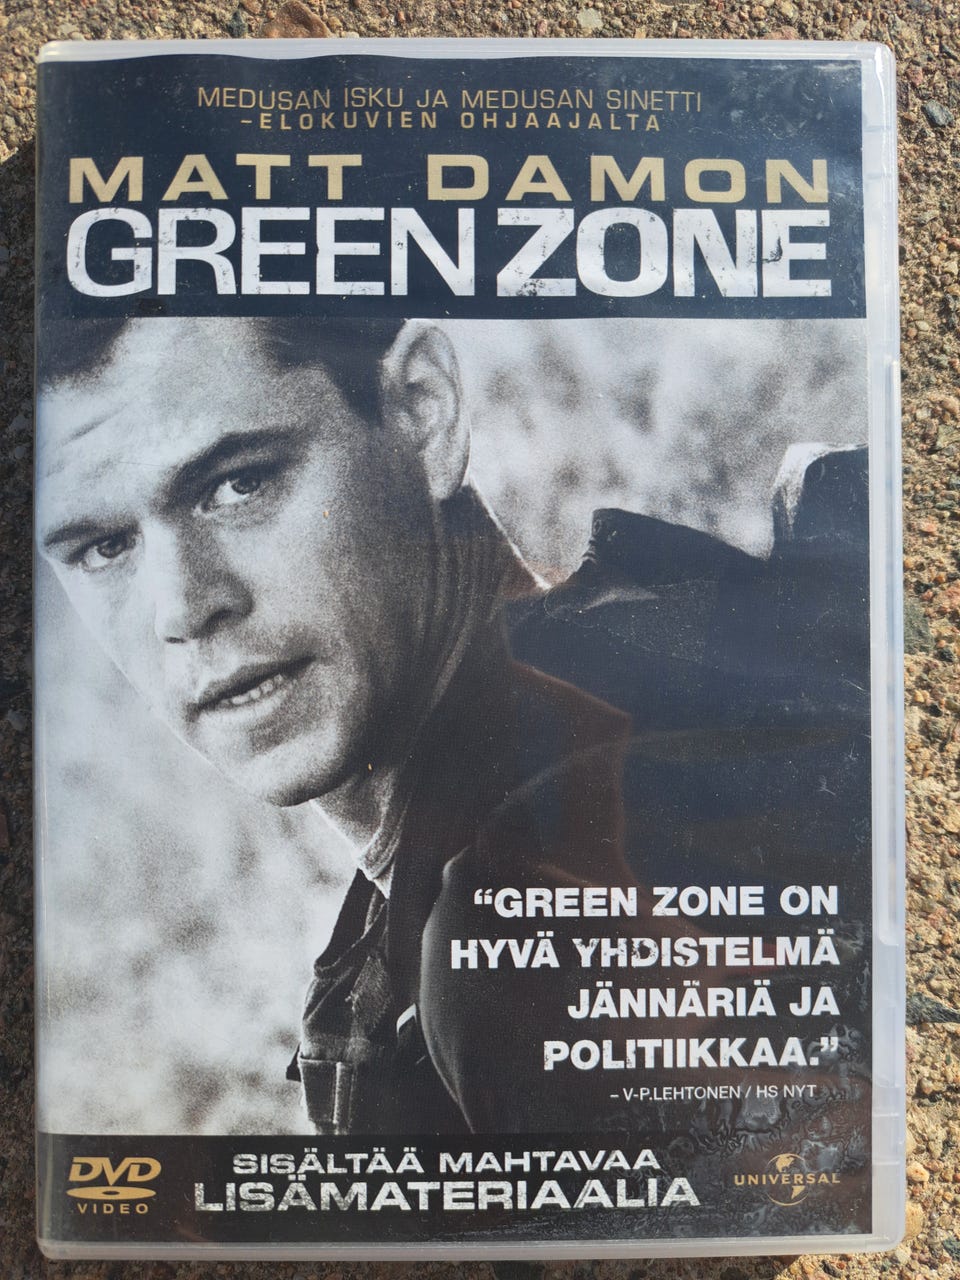 MEDUSAN ISKU JA MEDUSAN SINETTI
-ELOKUVIEN OHJAAJALTA
MATT DAMON
GREEN ZONE
“GREEN ZONE ON
HYVÄ YHDISTELMÄ
JÄNNÄRIÄ JA
POLITIIKKAA.”
– V-P.LEHTONEN / HS NYT
DVD
VIDEO
SISÄLTÄÄ MAHTAVAA
LISÄMATERIAALIA
UNIVERSAL